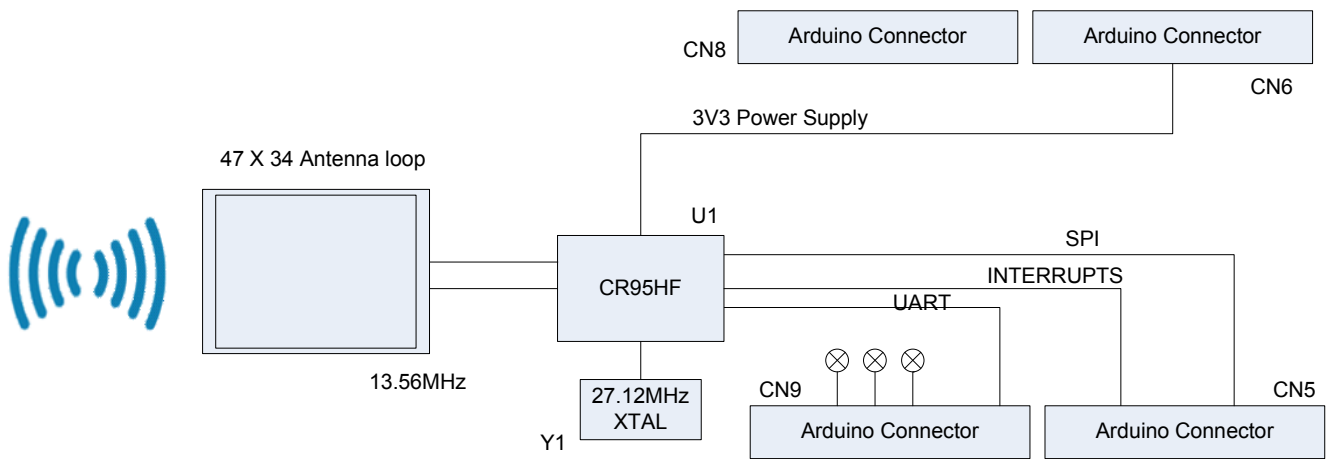 Arduino Connector
Arduino Connector
CN8
CN6
3V3 Power Supply
47 X 34 Antenna loop
U1
SPI
CR95HF
INTERRUPTS
UART
13.56MHz
27.12MHz
XTAL
Y1
CN9
CN5
Arduino Connector
Arduino Connector